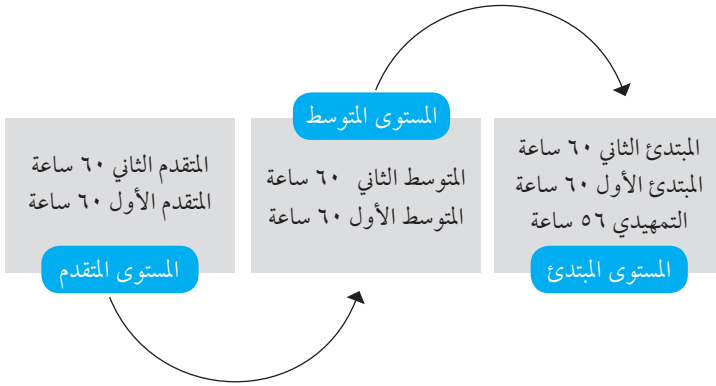 المبتدئ الثاني ٦٠ ساعة
المبتدئ الأول ٦٠ ساعة
التمهيدي ٥٦ ساعة
المستوى المبتدئ
المستوى المتوسط
المتوسط الثاني ٦٠ ساعة
المتوسط الأول ٦٠ ساعة
المتقدم الثاني ٦٠ ساعة
المتقدم الأول ٦٠ ساعة
المستوى المتقدم